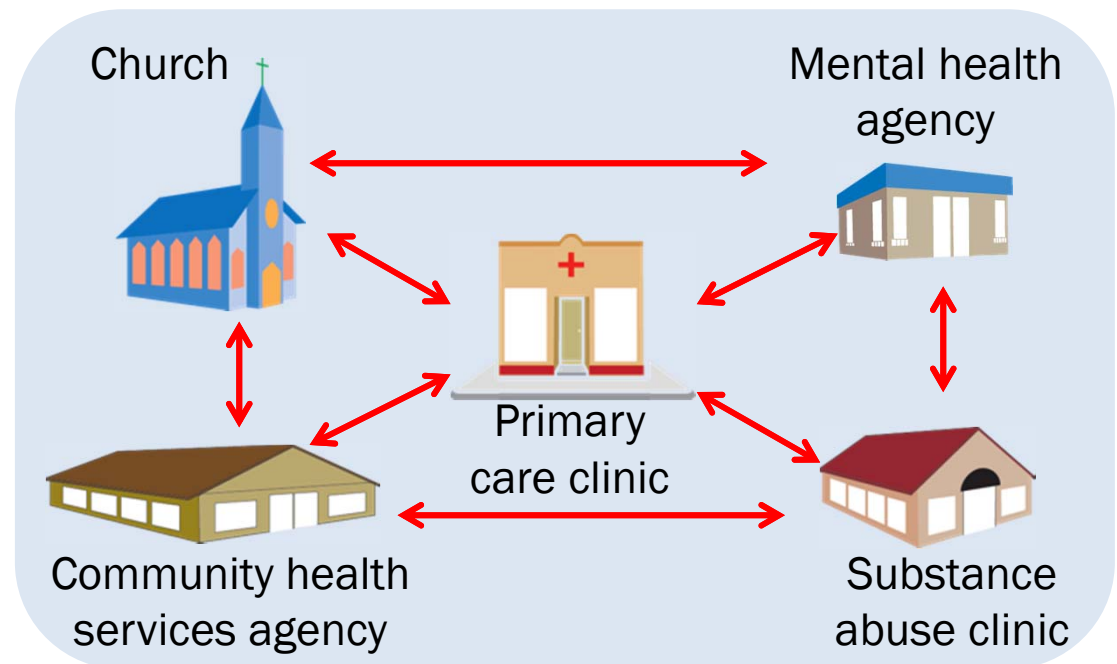 Church
Mental health
agency
Primary
care clinic
Community health
services agency
Substance
abuse clinic